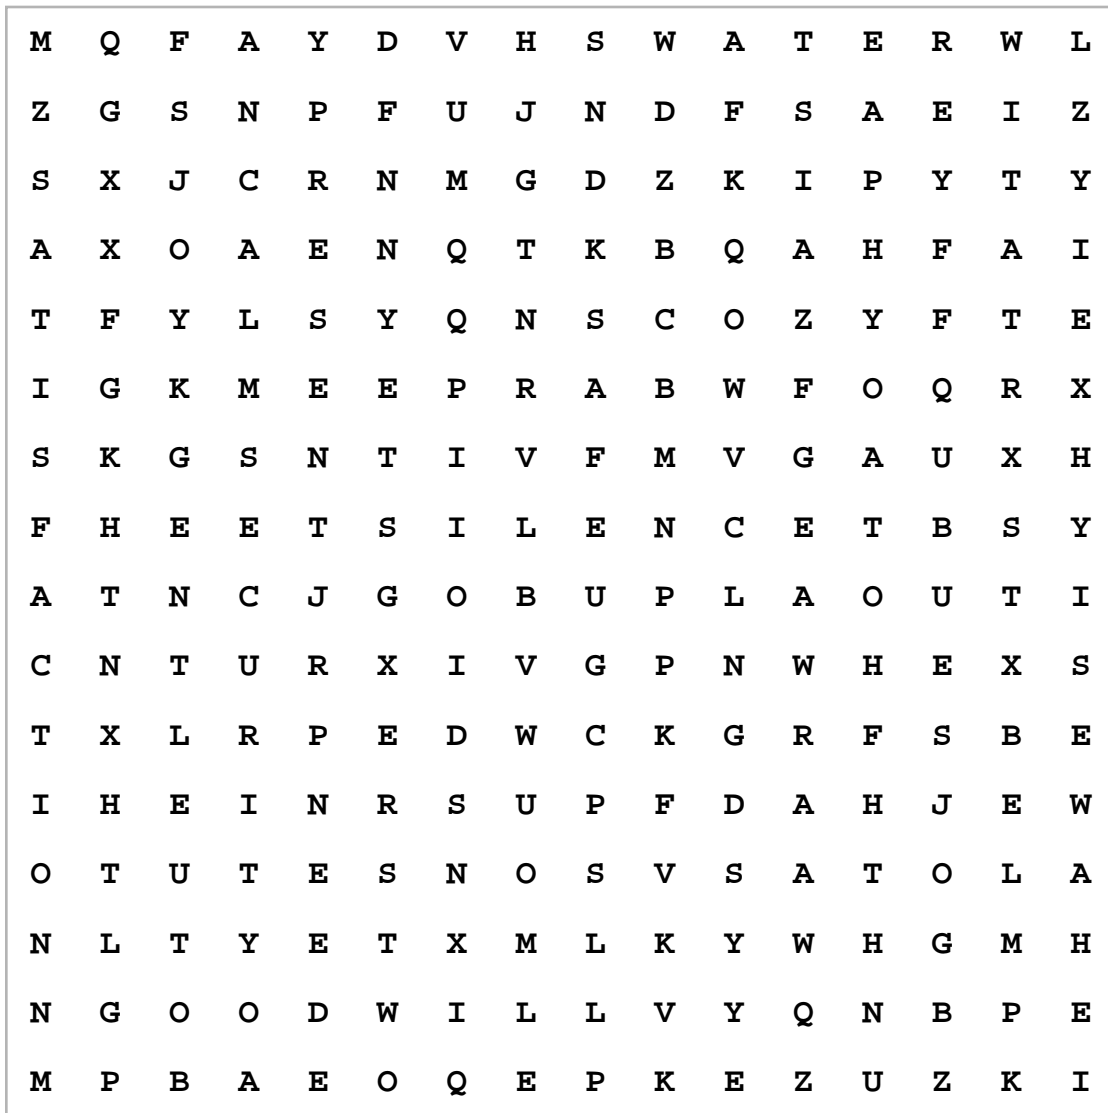 M Q F A Y D V H S W A T E R W L
Z G S N P F U J N D F S A E I Z
S X J C R N M G D Z K I P Y T Y
A X O A E N Q T K B Q A H F A I
T F Y L S Y Q N S C O Z Y F T E
I G K M E E P R A B W F O Q R X
S K G S N T I V F M V G A U X H
F H E E T S I L E N C E T B S Y
A T N C J G O B U P L A O U T I
C N T U R X I V G P N W H E X S
T X L R P E D W C K G R F S B E
I H E I N R S U P F D A H J E W
O T U T E S N O S V S A T O L A
N L T Y E T X M L K Y W H G M H
N G O O D W I L L V Y Q N B P E
M P B A E O Q E P K E Z U Z K I